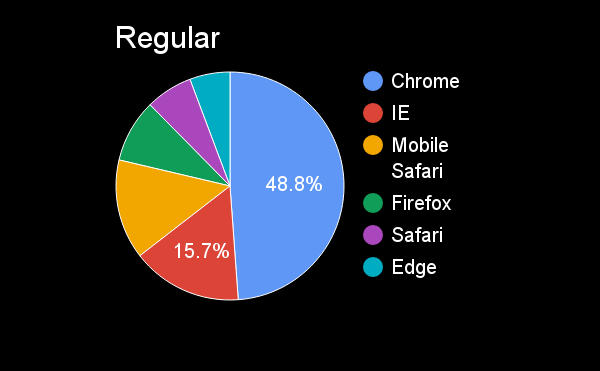 Regular
48.8%
15.7%
Chrome
IE
Mobile
Safari
Firefox
Safari
Edge